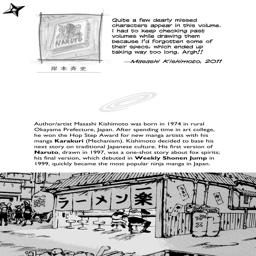 Quite a few dearly missed
characters appear in this volume.
I had to keep checking past
volumes while drawing them
because I'd forgotten some of
their specs, which ended up
taking way too long. Argh!!
—Masashi Kishimoto, 2011
NARUTO
岸本斉史
Author/artist Masashi Kishimoto was born in 1974 in rural
Okayama Prefecture, Japan. After spending time in art college,
he won the Hop Step Award for new manga artists with his
manga Karakuri (Mechanism). Kishimoto decided to base his
next story on traditional Japanese culture. His first version of
Naruto, drawn in 1997, was a one-shot story about fox spirits;
his final version, which debuted in Weekly Shonen Jump in
1999, quickly became the most popular ninja manga in Japan.
ラーメン一楽